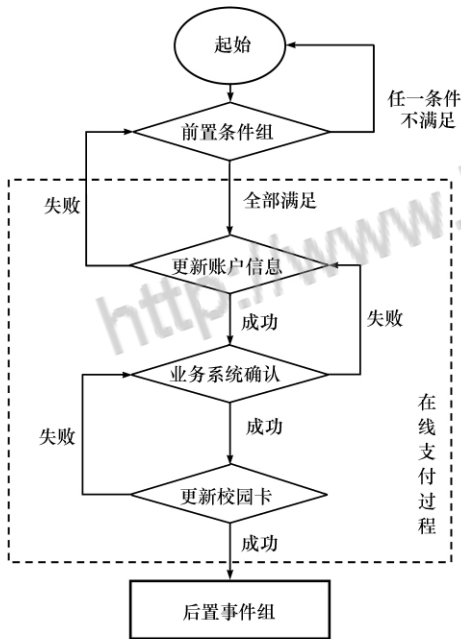 起始
任一条件
不满足
前置条件组
失败
全部满足
更新账户信息
成功
失败
业务系统确认
失败
成功
在线支付过程
更新校园卡
成功
后置事件组
http://www.